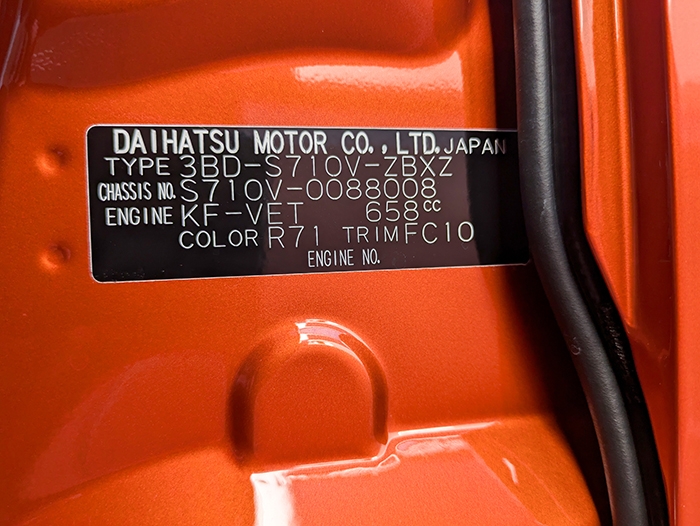 DAIHATSU MOTOR CO., LTD. JAPAN
TYPE 3BD-S710V-ZBXZ
CHASSIS NO. S710V-0088008
ENGINE KF-VET 658cc
COLOR R71 TRIM FC10
ENGINE NO.